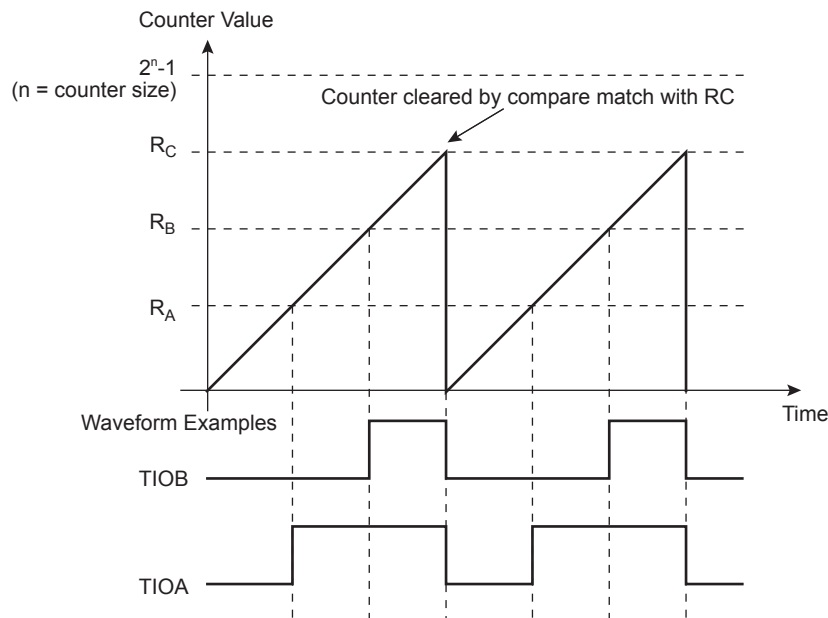 Counter Value
2ⁿ-1
(n = counter size)
Counter cleared by compare match with RC
R_C
R_B
R_A
Time
Waveform Examples
TIOB
TIOA